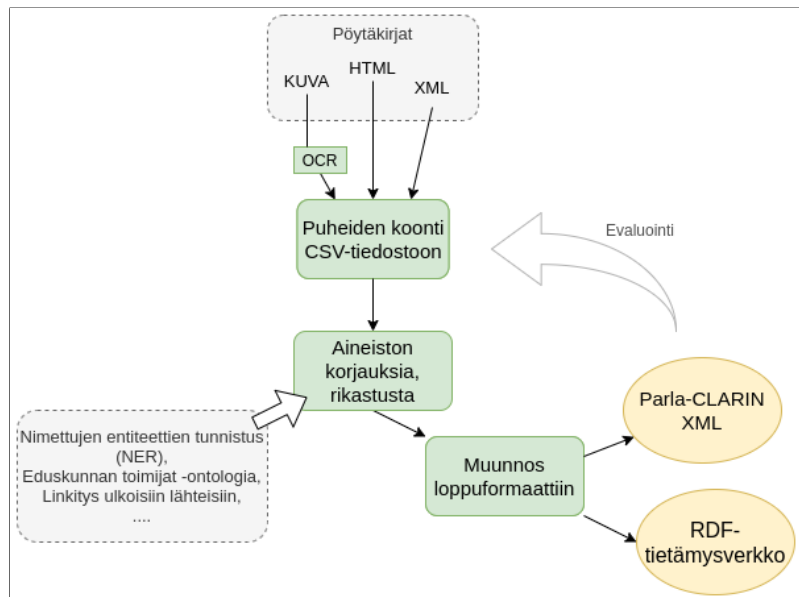 Pöytäkirjat
KUVA
HTML
XML
OCR
Puheiden koonti
CSV-tiedostoon
Evaluointi
Aineiston
korjauksia,
rikastusta
Nimettujen entiteettien tunnistus
(NER),
Eduskunnan toimijat -ontologia,
Linkitys ulkoisiin lähteisiin,
....
Muunnos
loppuformaattiin
Parla-CLARIN
XML
RDF-
tietämysverkko